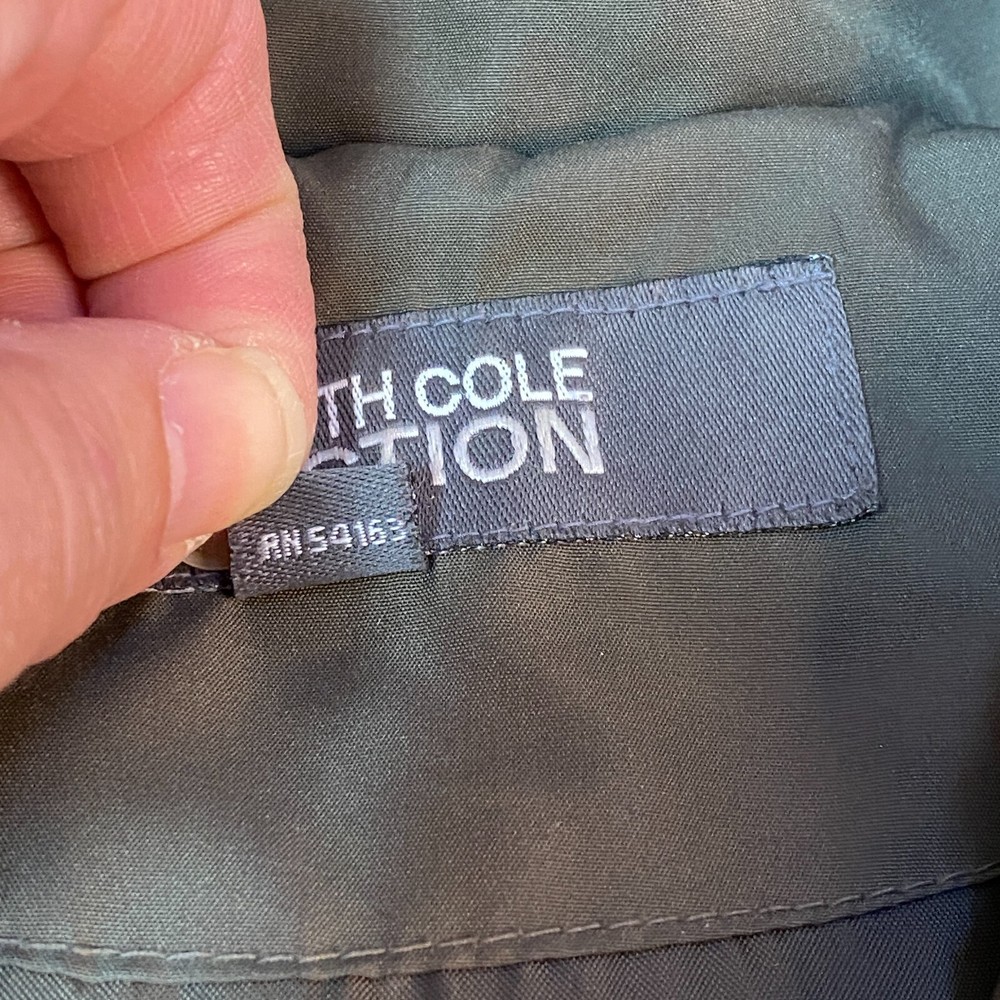 TH COLE
CTION
RN 54163